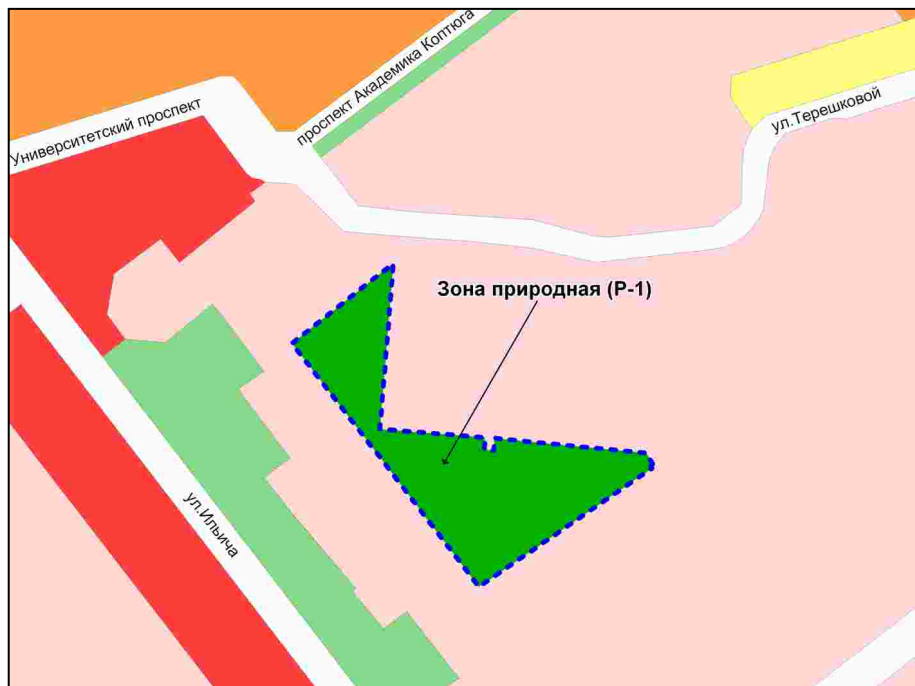 проспект Академика Коптюга
Университетский проспект
ул.Терешковой
Зона природная (Р-1)
ул.Ильича